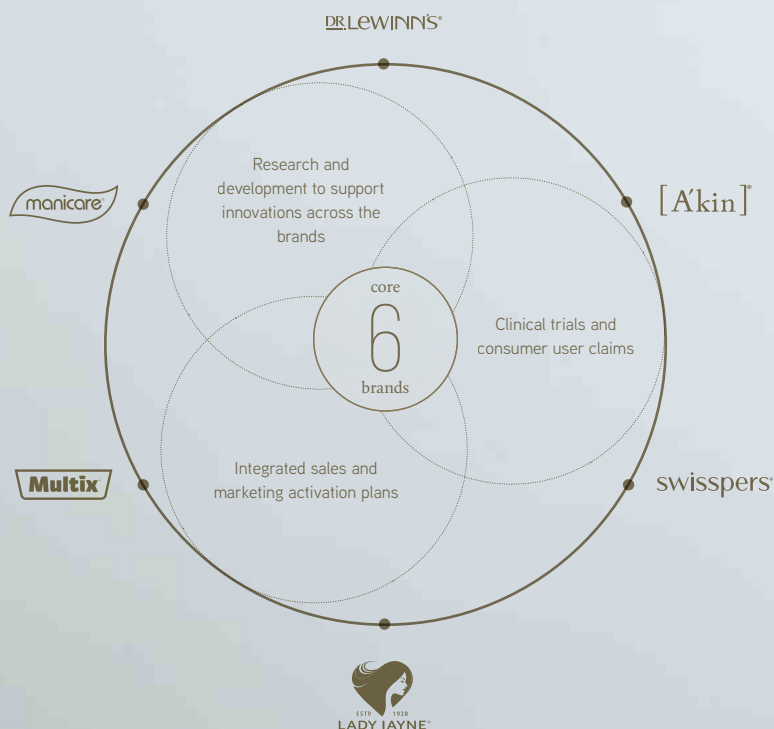 DR.LEWINN'S®
manicare®
[A'kin]®
Research and
development to support
innovations across the
brands
core
6
brands
Clinical trials and
consumer user claims
Integrated sales and
marketing activation plans
Multix
swisspers®
ESTD 1928
LADY JAYNE®